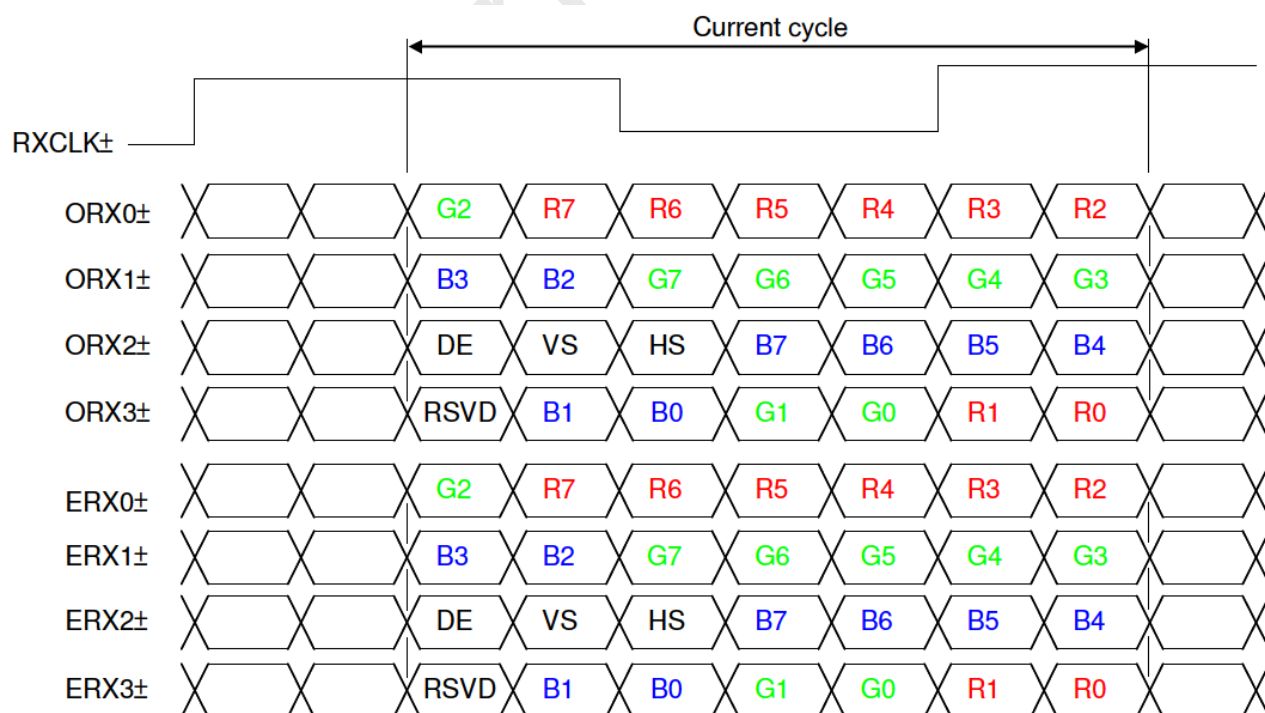 Current cycle
RXCLK±
ORX0± G2 R7 R6 R5 R4 R3 R2
ORX1± B3 B2 G7 G6 G5 G4 G3
ORX2± DE VS HS B7 B6 B5 B4
ORX3± RSVD B1 B0 G1 G0 R1 R0
ERX0± G2 R7 R6 R5 R4 R3 R2
ERX1± B3 B2 G7 G6 G5 G4 G3
ERX2± DE VS HS B7 B6 B5 B4
ERX3± RSVD B1 B0 G1 G0 R1 R0